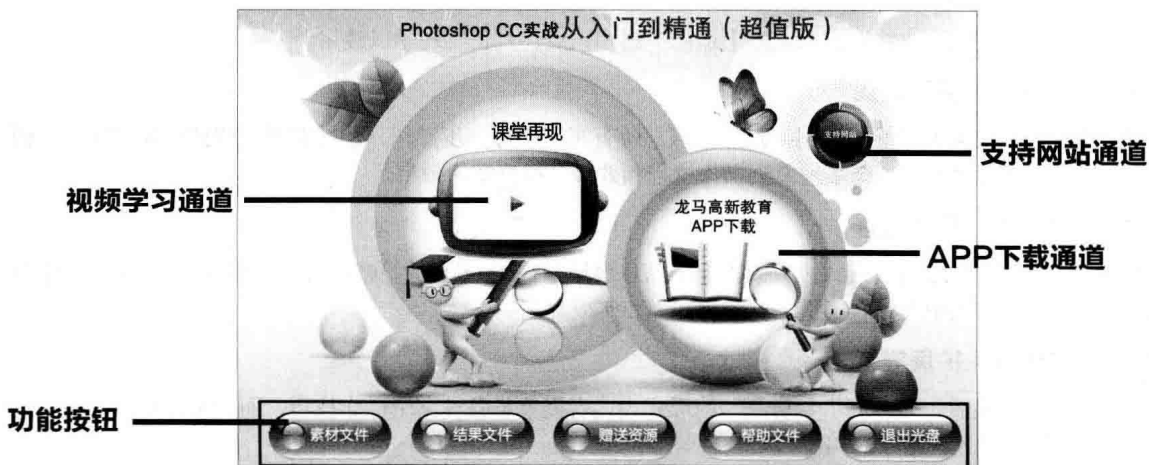 Photoshop CC实战从入门到精通（超值版）
课堂再现
支持网站
支持网站通道
视频学习通道
龙马高新教育
APP下载
APP下载通道
功能按钮
素材文件
结果文件
赠送资源
帮助文件
退出光盘